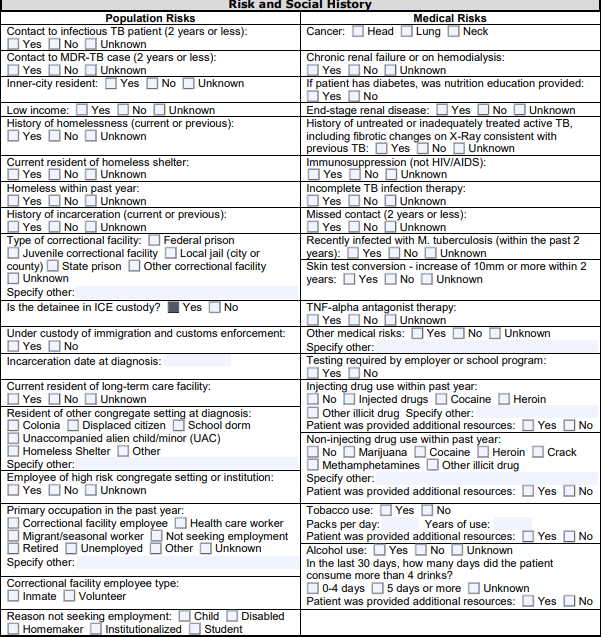 Risk and Social History
Population Risks
Contact to infectious TB patient (2 years or less):
Yes No Unknown
Contact to MDR-TB case (2 years or less):
Yes No Unknown
Inner-city resident: Yes No Unknown
Low income: Yes No Unknown
History of homelessness (current or previous):
Yes No Unknown
Current resident of homeless shelter:
Yes No Unknown
Homeless within past year:
Yes No Unknown
History of incarceration (current or previous):
Yes No Unknown
Type of correctional facility: Federal prison
Juvenile correctional facility Local jail (city or
county) State prison Other correctional facility
Unknown
Specify other:
Is the detainee in ICE custody? Yes No
Under custody of immigration and customs enforcement:
Yes No
Incarceration date at diagnosis:
Current resident of long-term care facility:
Yes No Unknown
Resident of other congregate setting at diagnosis:
Colonia Displaced citizen School dorm
Unaccompanied alien child/minor (UAC)
Homeless Shelter Other
Specify other:
Employee of high risk congregate setting or institution:
Yes No Unknown
Primary occupation in the past year:
Correctional facility employee Health care worker
Migrant/seasonal worker Not seeking employment
Retired Unemployed Other Unknown
Specify other:
Correctional facility employee type:
Inmate Volunteer
Reason not seeking employment: Child Disabled
Homemaker Institutionalized Student
Medical Risks
Cancer: Head Lung Neck
Chronic renal failure or on hemodialysis:
Yes No Unknown
If patient has diabetes, was nutrition education provided:
Yes No
End-stage renal disease: Yes No Unknown
History of untreated or inadequately treated active TB,
including fibrotic changes on X-Ray consistent with
previous TB: Yes No Unknown
Immunosuppression (not HIV/AIDS):
Yes No Unknown
Incomplete TB infection therapy:
Yes No Unknown
Missed contact (2 years or less):
Yes No Unknown
Recently infected with M. tuberculosis (within the past 2
years): Yes No Unknown
Skin test conversion - increase of 10mm or more within 2
years: Yes No Unknown
TNF-alpha antagonist therapy:
Yes No Unknown
Other medical risks: Yes No Unknown
Specify other:
Testing required by employer or school program:
Yes No
Injecting drug use within past year:
No Injected drugs Cocaine Heroin
Other illicit drug Specify other:
Patient was provided additional resources: Yes No
Non-injecting drug use within past year:
No Marijuana Cocaine Heroin Crack
Methamphetamines Other illicit drug
Specify other:
Patient was provided additional resources: Yes No
Tobacco use: Yes No
Packs per day: Years of use:
Patient was provided additional resources: Yes No
Alcohol use: Yes No Unknown
In the last 30 days, how many days did the patient
consume more than 4 drinks?
0-4 days 5 days or more Unknown
Patient was provided additional resources: Yes No